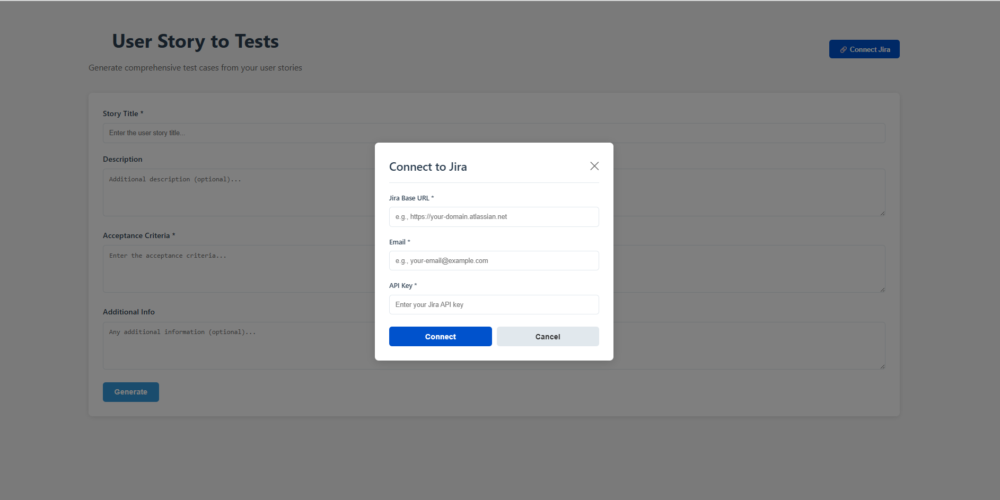 User Story to Tests
Generate comprehensive test cases from your user stories
🔗 Connect Jira
Story Title *
Enter the user story title...
Description
Additional description (optional)...
Acceptance Criteria *
Enter the acceptance criteria...
Additional Info
Any additional information (optional)...
Generate
Connect to Jira
Jira Base URL *
e.g., https://your-domain.atlassian.net
Email *
e.g., your-email@example.com
API Key *
Enter your Jira API key
Connect
Cancel